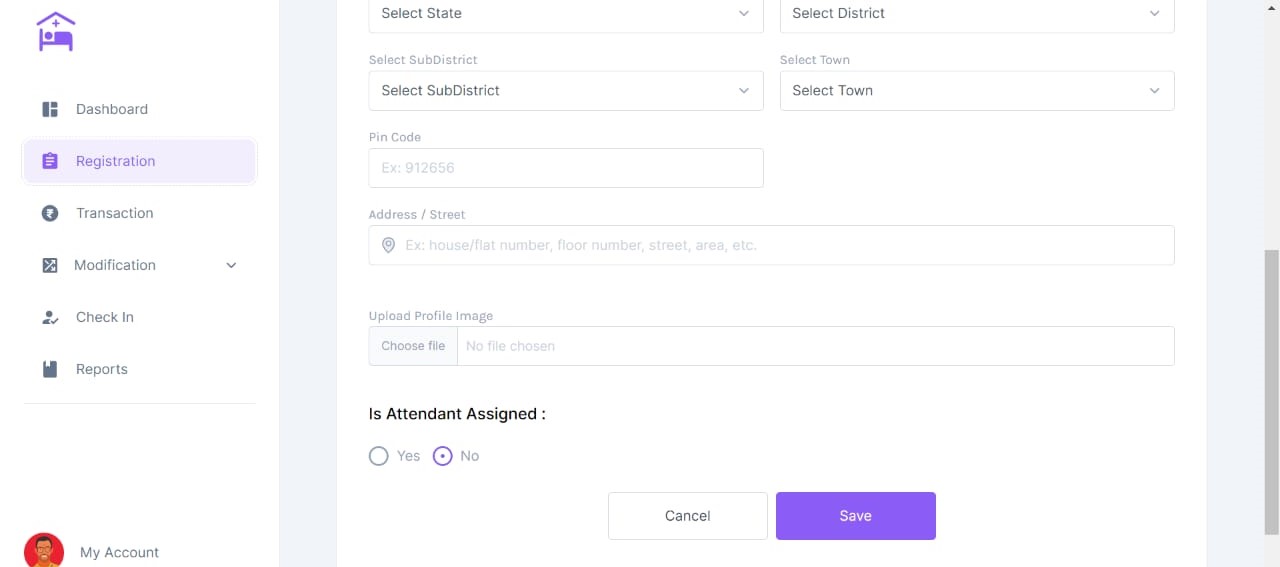 Select State
Select District
Select SubDistrict
Select Town
Select SubDistrict
Select Town
Pin Code
Ex: 912656
Address / Street
Ex: house/flat number, floor number, street, area, etc.
Upload Profile Image
Choose file
No file chosen
Is Attendant Assigned :
Yes
No
Cancel
Save
Dashboard
Registration
Transaction
Modification
Check In
Reports
My Account